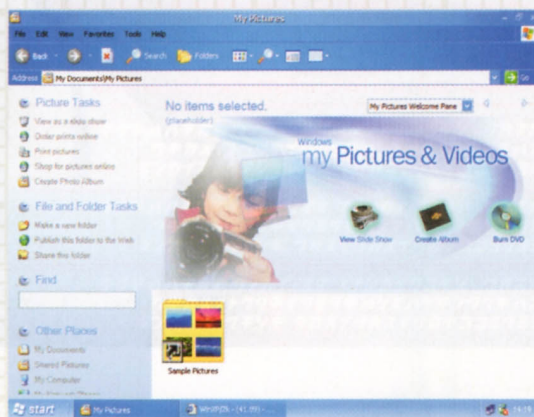 My Pictures
File Edit View Favorites Tools Help
Back Search Folders
Address My Documents\My Pictures Go
Picture Tasks
View as a slide show
Order prints online
Print pictures
Shop for pictures online
Create Photo Album
File and Folder Tasks
Make a new folder
Publish this folder to the Web
Share this folder
Find
Other Places
My Documents
Shared Pictures
My Computer
No items selected.
(placeholder)
My Pictures Welcome Pane
Windows
my Pictures & Videos
View Slide Show Create Album Burn DVD
Sample Pictures
start My Pictures